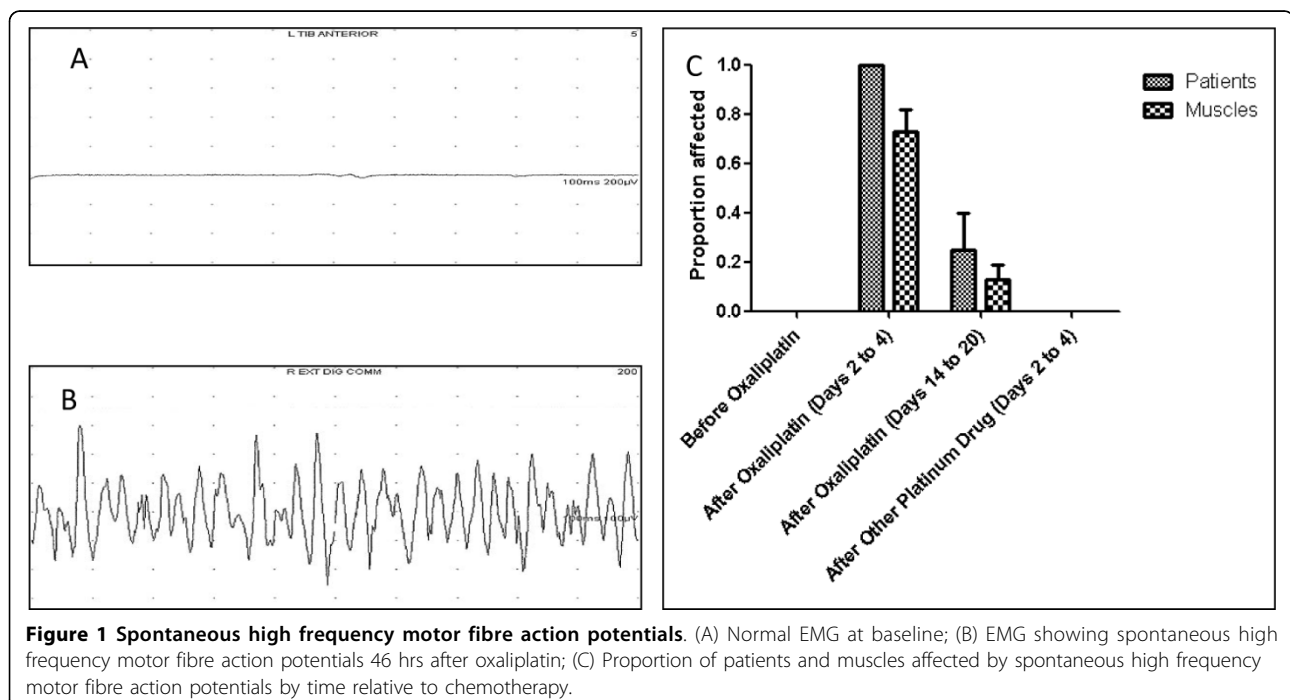 A
L TIB ANTERIOR
5
100ms 200µV
B
R EXT DIG COMM
200
100ms 100µV
C
Proportion affected
1.0
0.8
0.6
0.4
0.2
0.0
Patients
Muscles
Before Oxaliplatin
After Oxaliplatin (Days 2 to 4)
After Oxaliplatin (Days 14 to 20)
After Other Platinum Drug (Days 2 to 4)
Figure 1 Spontaneous high frequency motor fibre action potentials. (A) Normal EMG at baseline; (B) EMG showing spontaneous high
frequency motor fibre action potentials 46 hrs after oxaliplatin; (C) Proportion of patients and muscles affected by spontaneous high frequency
motor fibre action potentials by time relative to chemotherapy.